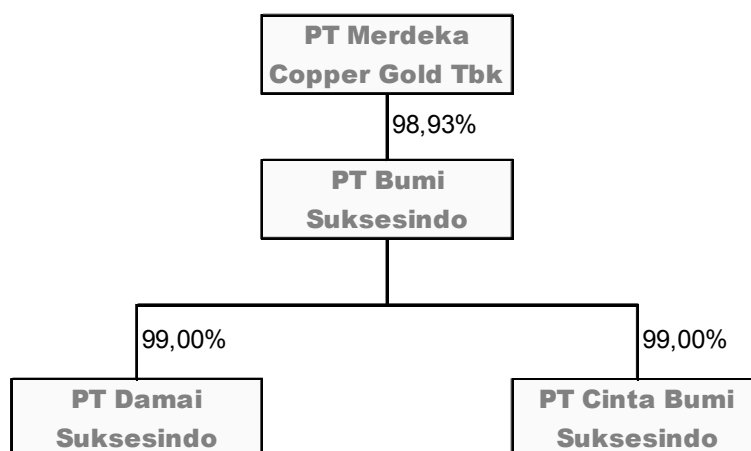 PT Merdeka
Copper Gold Tbk
98,93%
PT Bumi
Suksesindo
99,00%
99,00%
PT Damai
Suksesindo
PT Cinta Bumi
Suksesindo